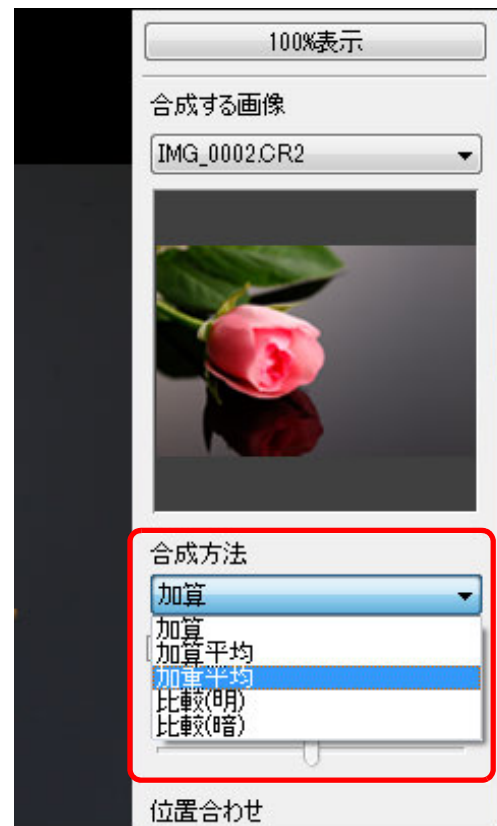 100%表示
合成する画像
IMG_0002.CR2
合成方法
加算
加算
加算平均
加重平均
比較(明)
比較(暗)
位置合わせ